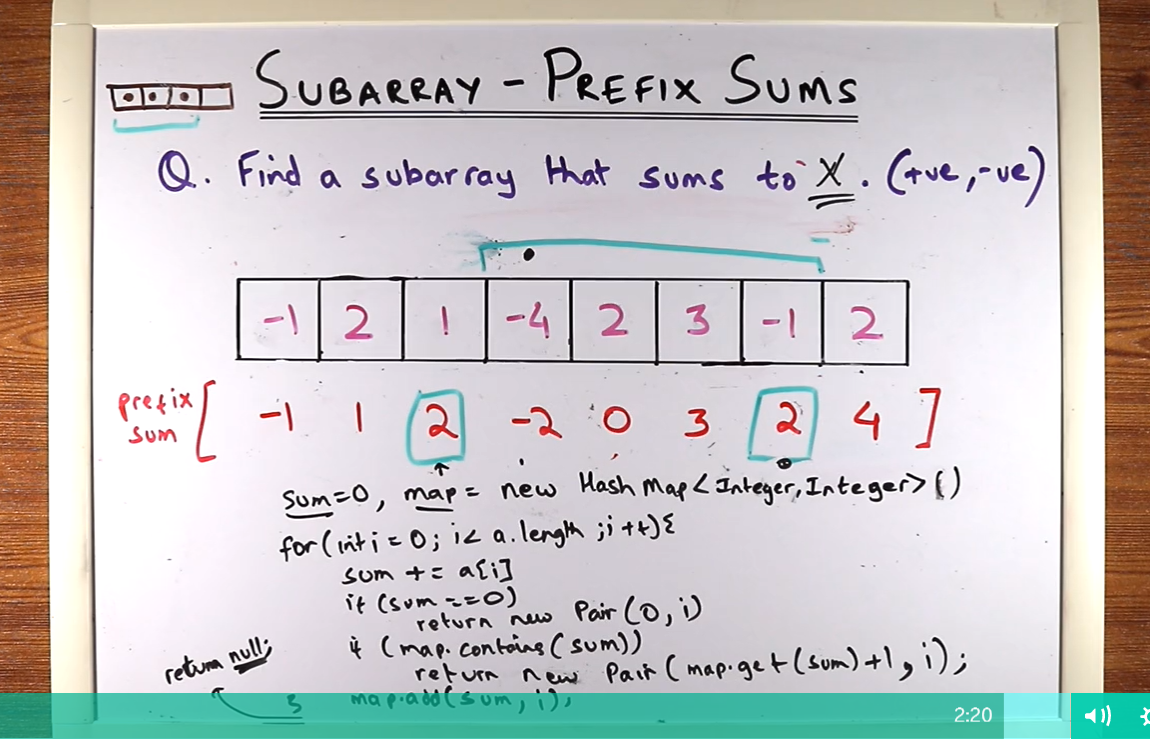 SUBARRAY - PREFIX SUMS
Q. Find a subarray that sums to X. (+ve, -ve)
-1 2 1 -4 2 3 -1 2
prefix sum [ -1 1 2 -2 0 3 2 4 ]
sum=0, map = new HashMap<Integer,Integer>()
for(int i = 0; i< a.length ;i++){
sum += a[i]
if (sum ==0)
return new Pair(0, i)
if (map.contains(sum))
return new Pair(map.get(sum)+1, i);
map.add(sum, i);
}
return null;
2:20